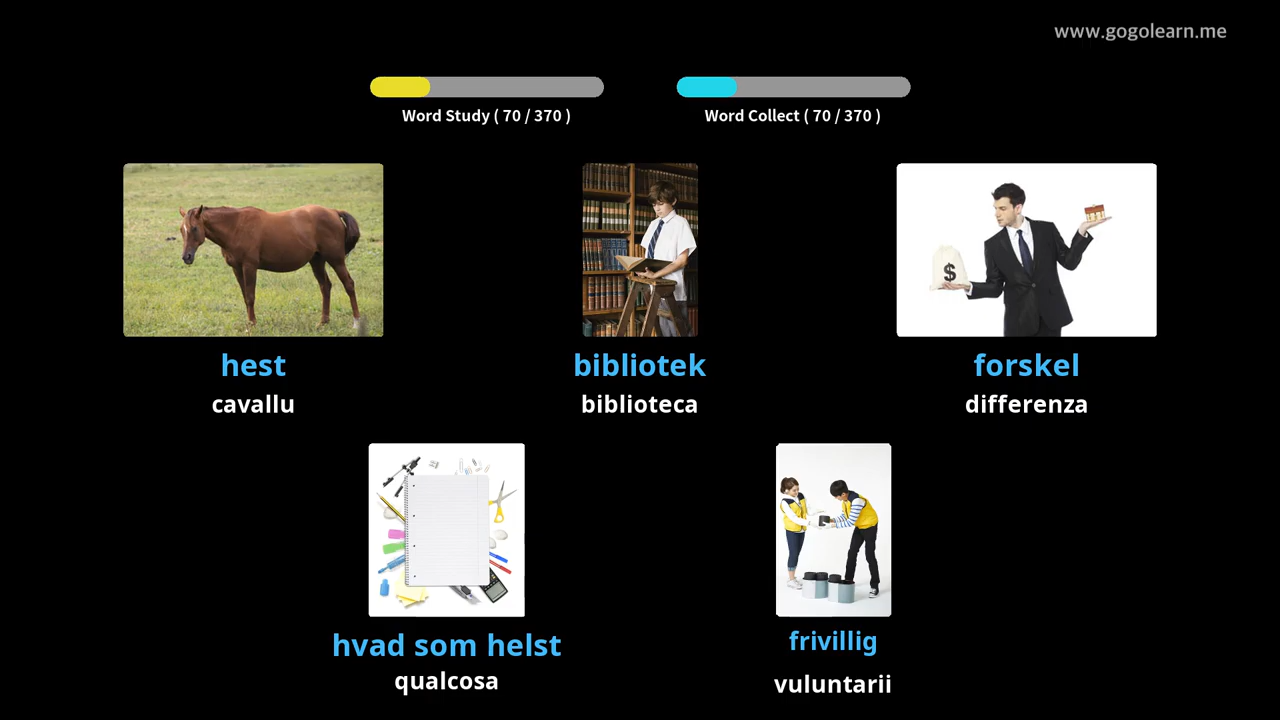 www.gogolearn.me
Word Study ( 70 / 370 )
Word Collect ( 70 / 370 )
$
hest
bibliotek
forskel
cavallu
biblioteca
differenza
hvad som helst
frivillig
qualcosa
vuluntarii